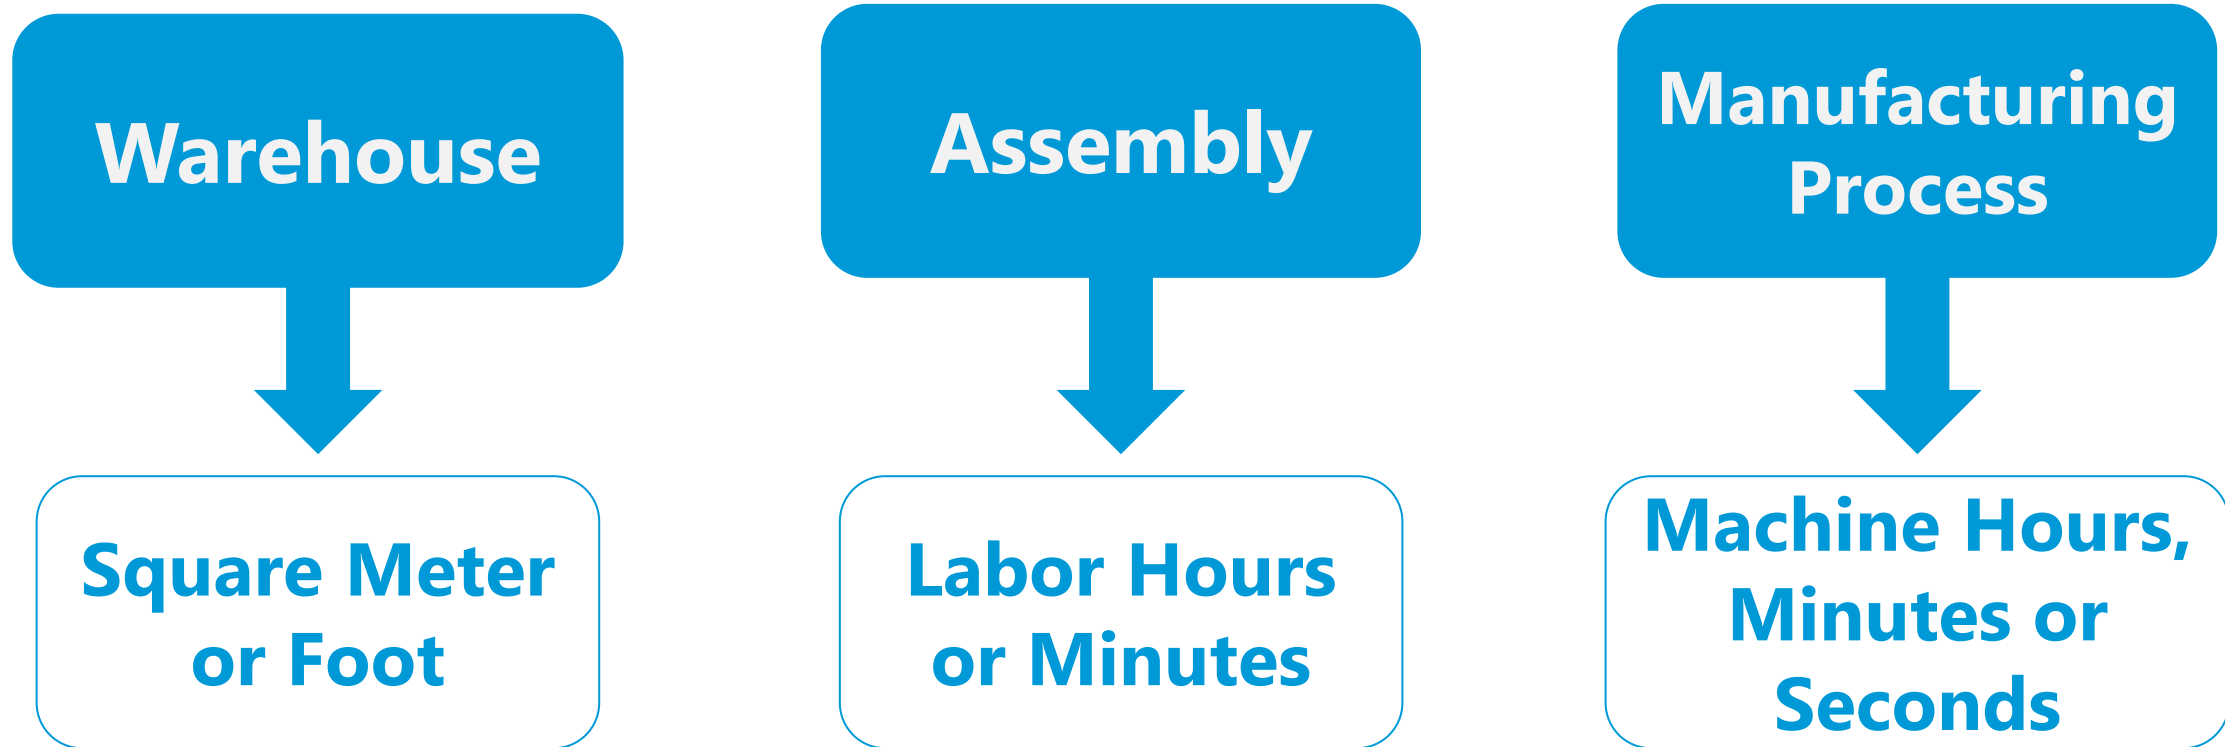 Warehouse
Assembly
Manufacturing
Process
Square Meter
or Foot
Labor Hours
or Minutes
Machine Hours,
Minutes or
Seconds